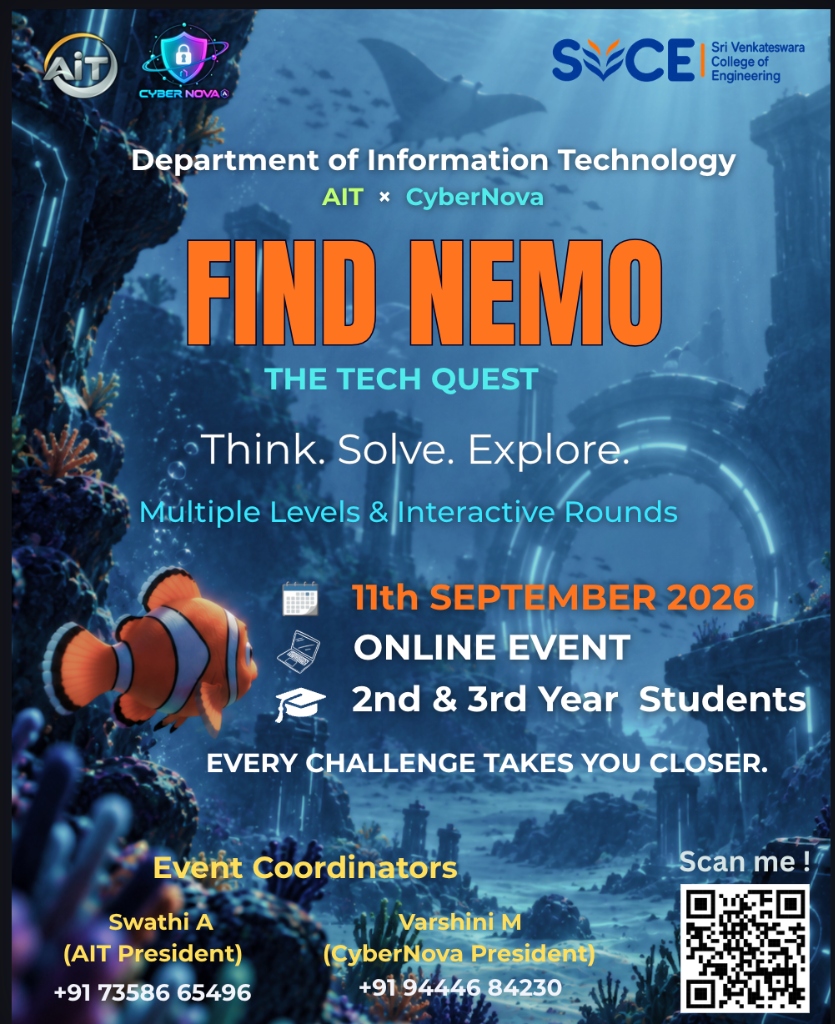 AiT
CYBER NOVA
SVCE
Sri Venkateswara
College of
Engineering
Department of Information Technology
AIT × CyberNova
FIND NEMO
THE TECH QUEST
Think. Solve. Explore.
Multiple Levels & Interactive Rounds
11th SEPTEMBER 2026
ONLINE EVENT
2nd & 3rd Year Students
EVERY CHALLENGE TAKES YOU CLOSER.
Event Coordinators
Swathi A
(AIT President)
+91 73586 65496
Varshini M
(CyberNova President)
+91 94446 84230
Scan me !